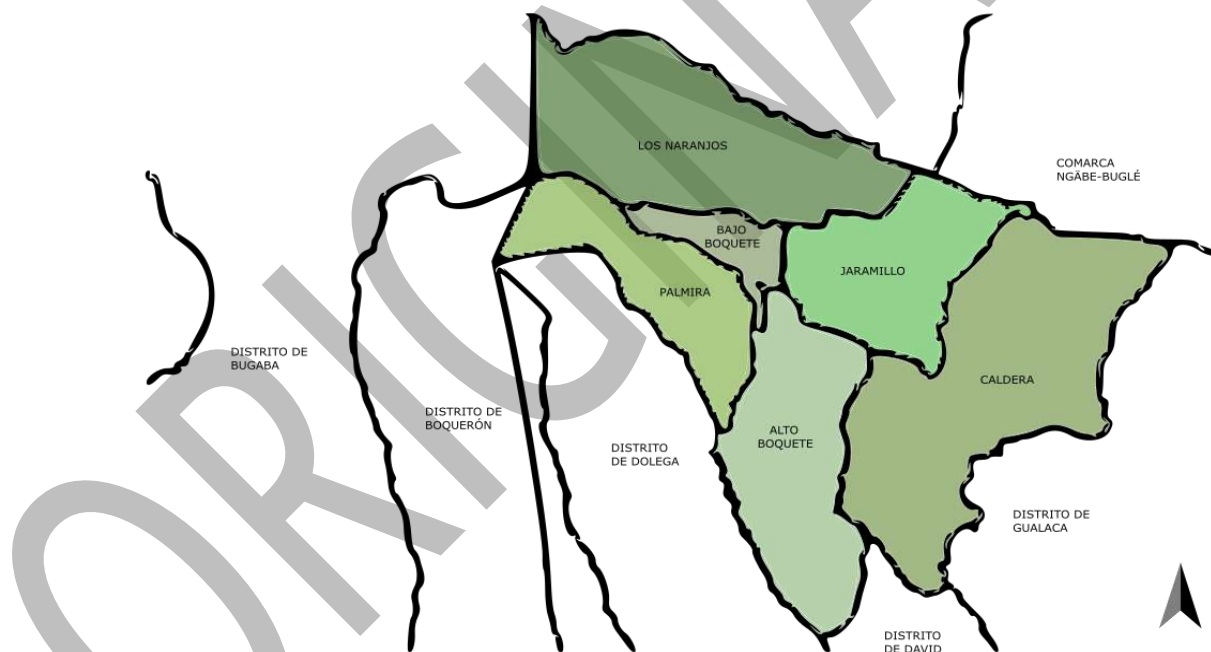 LOS NARANJOS
COMARCA
NGÄBE-BUGLÉ
BAJO
BOQUETE
JARAMILLO
PALMIRA
DISTRITO DE
BUGABA
CALDERA
DISTRITO DE
BOQUERÓN
ALTO
BOQUETE
DISTRITO
DE DOLEGA
DISTRITO DE
GUALACA
DISTRITO
DE DAVID